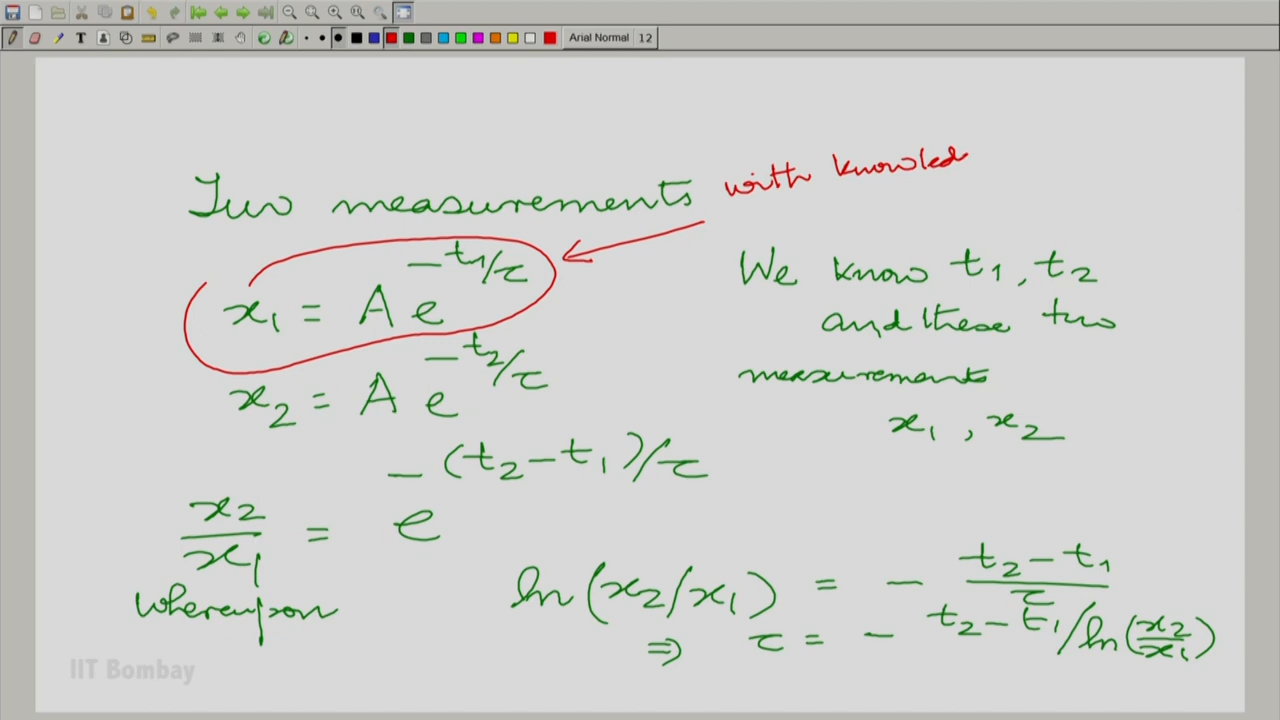 Arial Normal 12
Two measurements with knowled
x₁ = A e^(-t₁/τ)
x₂ = A e^(-t₂/τ)
We know t₁, t₂
and these two
measurements
x₁, x₂
x₂/x₁ = e^(-(t₂-t₁)/τ)
whereupon
ln(x₂/x₁) = - (t₂-t₁)/τ
⇒ τ = - t₂-t₁/ln(x₂/x₁)
IIT Bombay